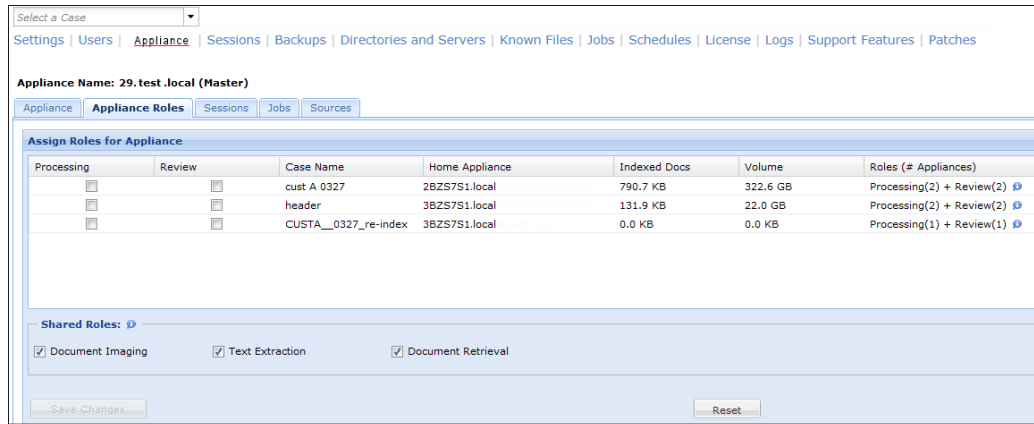 Select a Case
Settings | Users | Appliance | Sessions | Backups | Directories and Servers | Known Files | Jobs | Schedules | License | Logs | Support Features | Patches
Appliance Name: 29.test.local (Master)
Appliance Appliance Roles Sessions Jobs Sources
Assign Roles for Appliance
Processing Review Case Name Home Appliance Indexed Docs Volume Roles (# Appliances)
cust A 0327 2BZS7S1.local 790.7 KB 322.6 GB Processing(2) + Review(2)
header 3BZS7S1.local 131.9 KB 22.0 GB Processing(2) + Review(2)
CUSTA__0327_re-index 3BZS7S1.local 0.0 KB 0.0 KB Processing(1) + Review(1)
Shared Roles:
Document Imaging Text Extraction Document Retrieval
Save Changes Reset